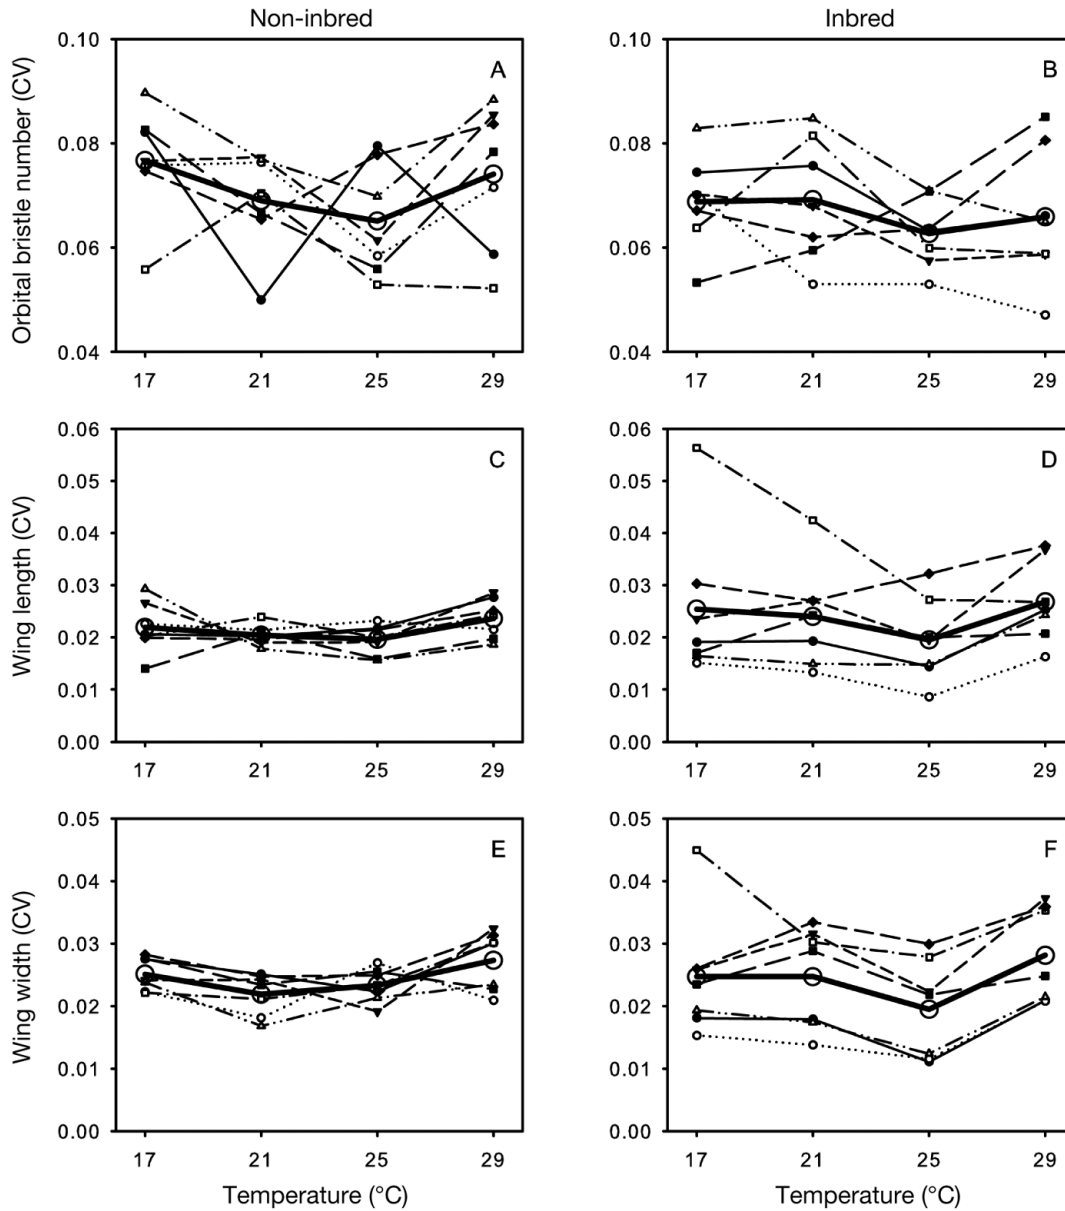 Non-inbred
Inbred
Orbital bristle number (CV)
0.10
0.08
0.06
0.04
A
17 21 25 29
0.10
0.08
0.06
0.04
B
17 21 25 29
Wing length (CV)
0.06
0.05
0.04
0.03
0.02
0.01
0.00
C
17 21 25 29
0.06
0.05
0.04
0.03
0.02
0.01
0.00
D
17 21 25 29
Wing width (CV)
0.05
0.04
0.03
0.02
0.01
0.00
E
17 21 25 29
Temperature (°C)
0.05
0.04
0.03
0.02
0.01
0.00
F
17 21 25 29
Temperature (°C)